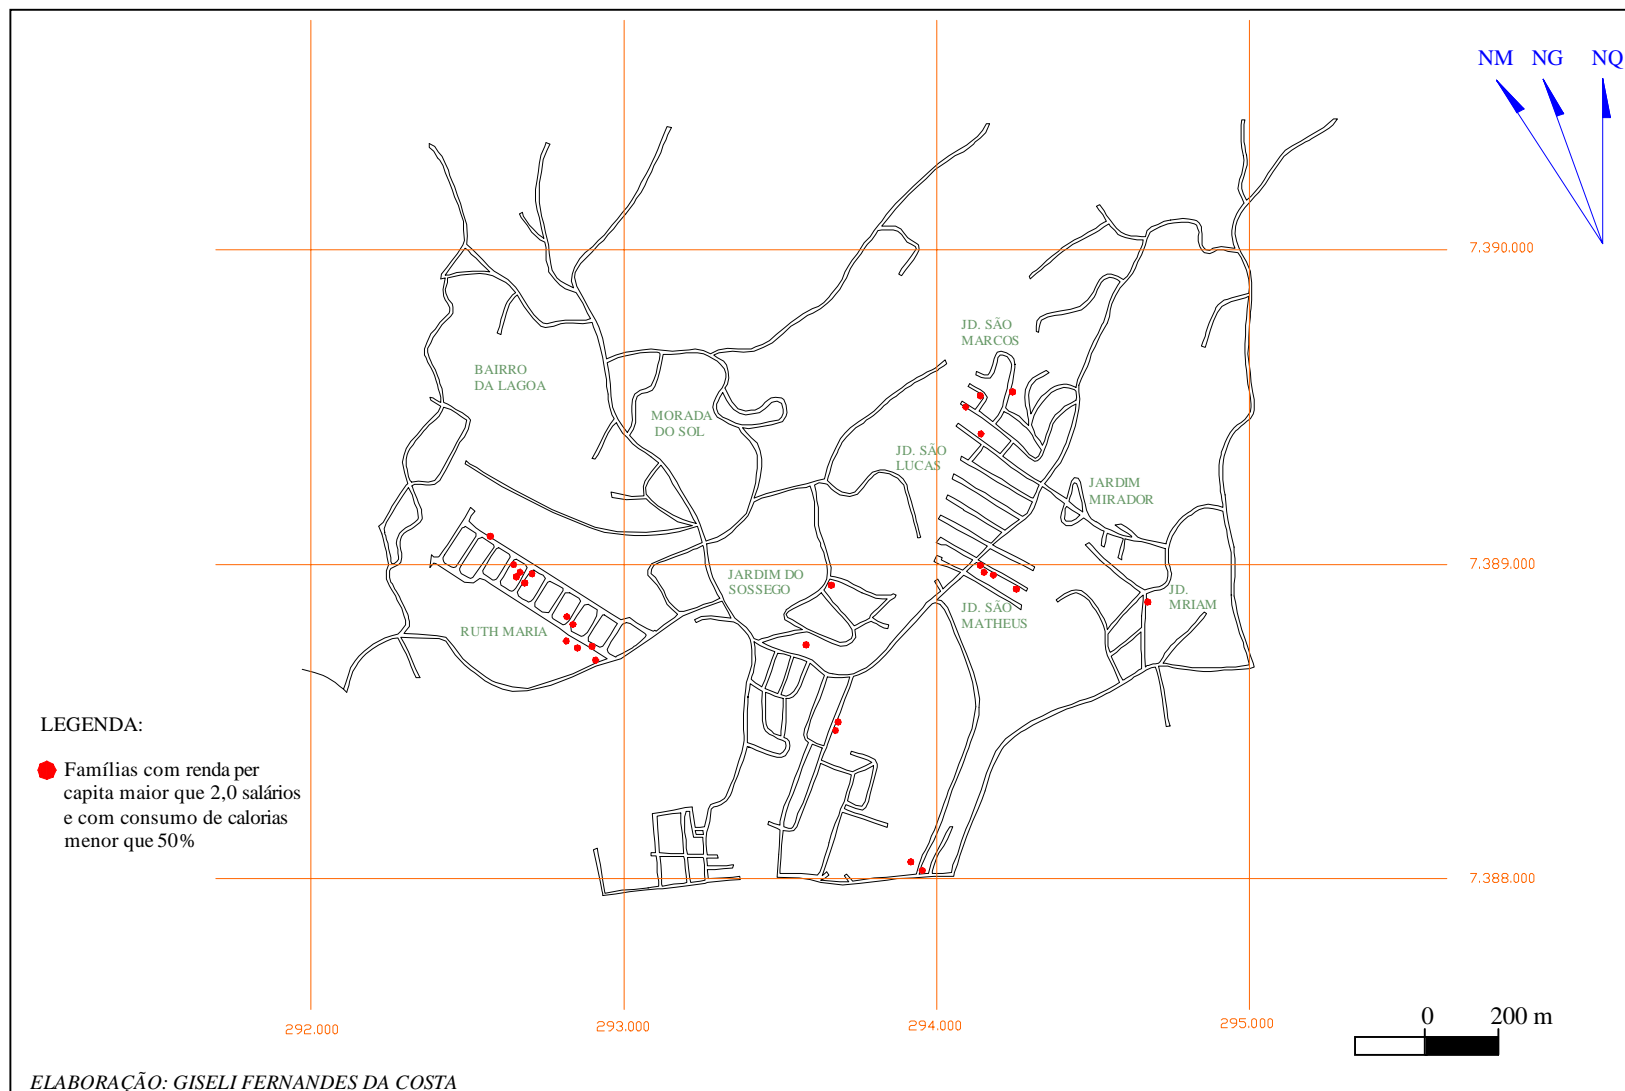 NM NG NQ
7.390.000
JD. SÃO
MARCOS
BAIRRO
DA LAGOA
MORADA
DO SOL
JD. SÃO
LUCAS
JARDIM
MIRADOR
7.389.000
JARDIM DO
SOSSEGO
JD.
MRIAM
JD. SÃO
MATHEUS
RUTH MARIA
LEGENDA:
Famílias com renda per
capita maior que 2,0 salários
e com consumo de calorias
menor que 50%
7.388.000
292.000 293.000 294.000 295.000
0 200 m
ELABORAÇÃO: GISELI FERNANDES DA COSTA